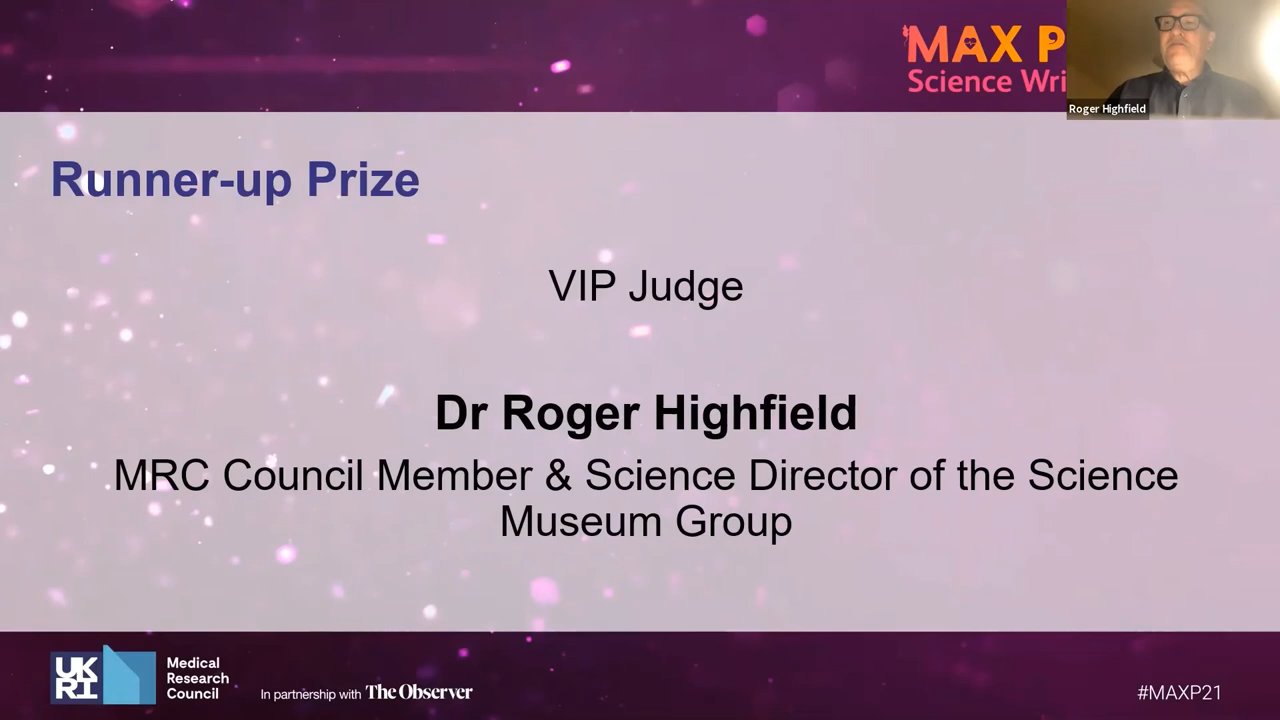 MAX P
Science Wri
Roger Highfield
Runner-up Prize
VIP Judge
Dr Roger Highfield
MRC Council Member & Science Director of the Science
Museum Group
UK
RI
Medical
Research
Council
In partnership with The Observer
#MAXP21